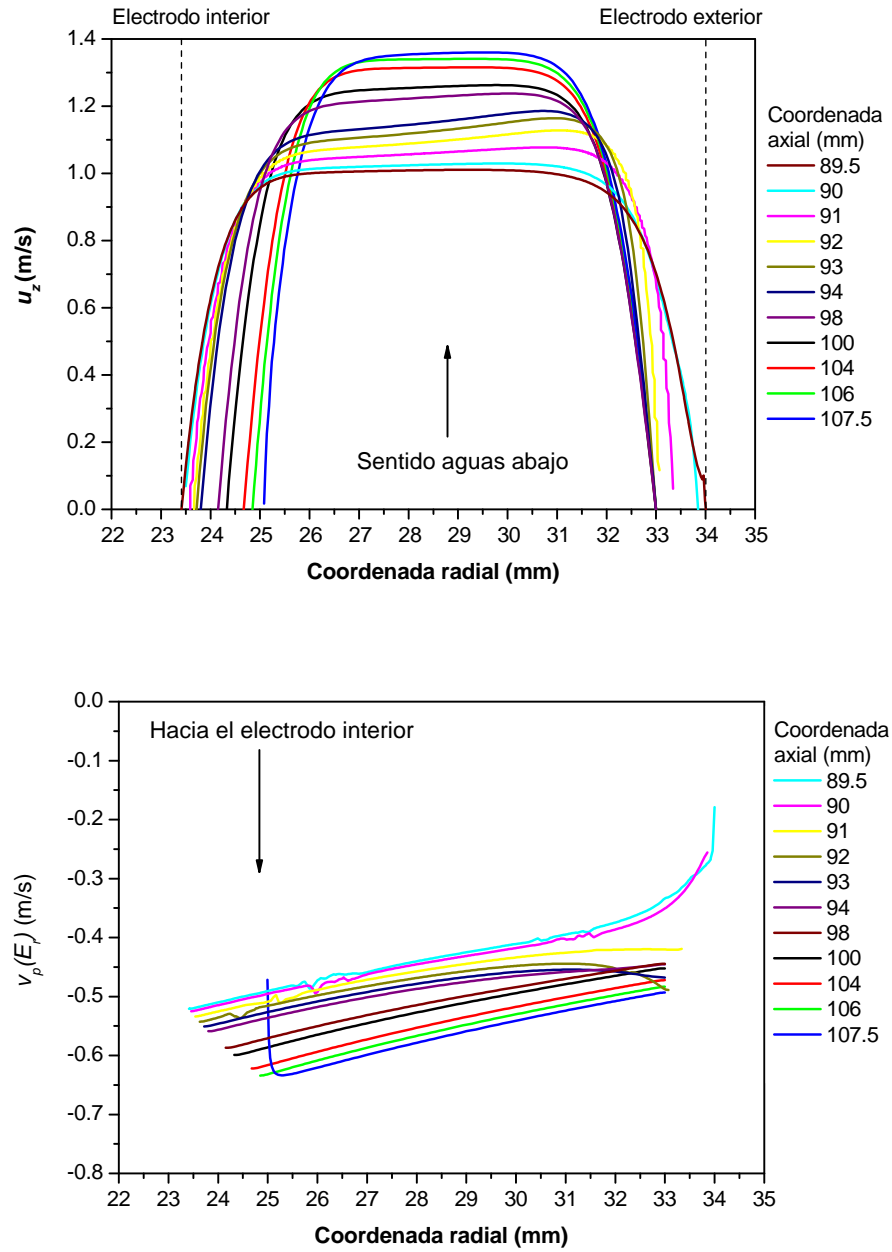 Electrodo interior
Electrodo exterior
1.4
1.2
1.0
0.8
0.6
0.4
0.2
0.0
u_z (m/s)
Sentido aguas abajo
22 23 24 25 26 27 28 29 30 31 32 33 34 35
Coordenada radial (mm)
Coordenada
axial (mm)
89.5
90
91
92
93
94
98
100
104
106
107.5
0.0
-0.1
-0.2
-0.3
-0.4
-0.5
-0.6
-0.7
-0.8
v_p(E_r) (m/s)
Hacia el electrodo interior
22 23 24 25 26 27 28 29 30 31 32 33 34 35
Coordenada radial (mm)
Coordenada
axial (mm)
89.5
90
91
92
93
94
98
100
104
106
107.5